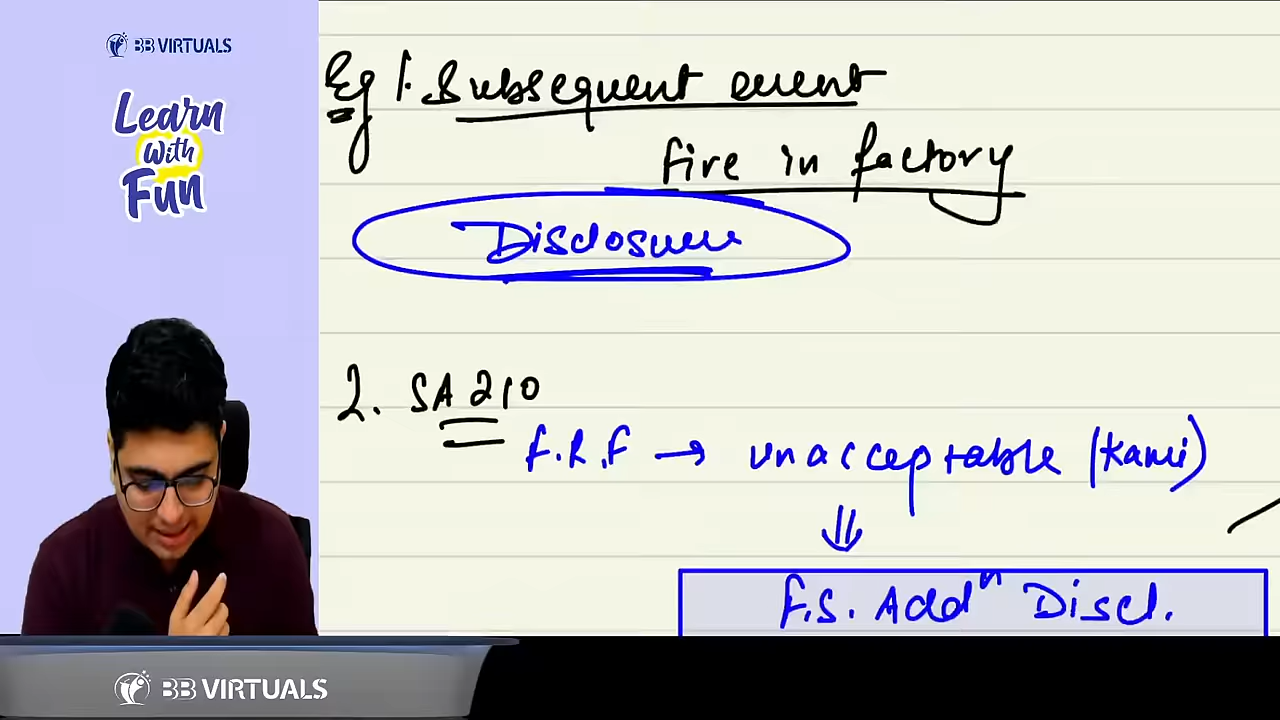 BB VIRTUALS
Learn
With
Fun
Eg 1. Subsequent event
fire in factory
Disclosure
2. SA 210
F.R.F → unacceptable (Kami)
⇓
F.S. Addⁿ Discl.
BB VIRTUALS